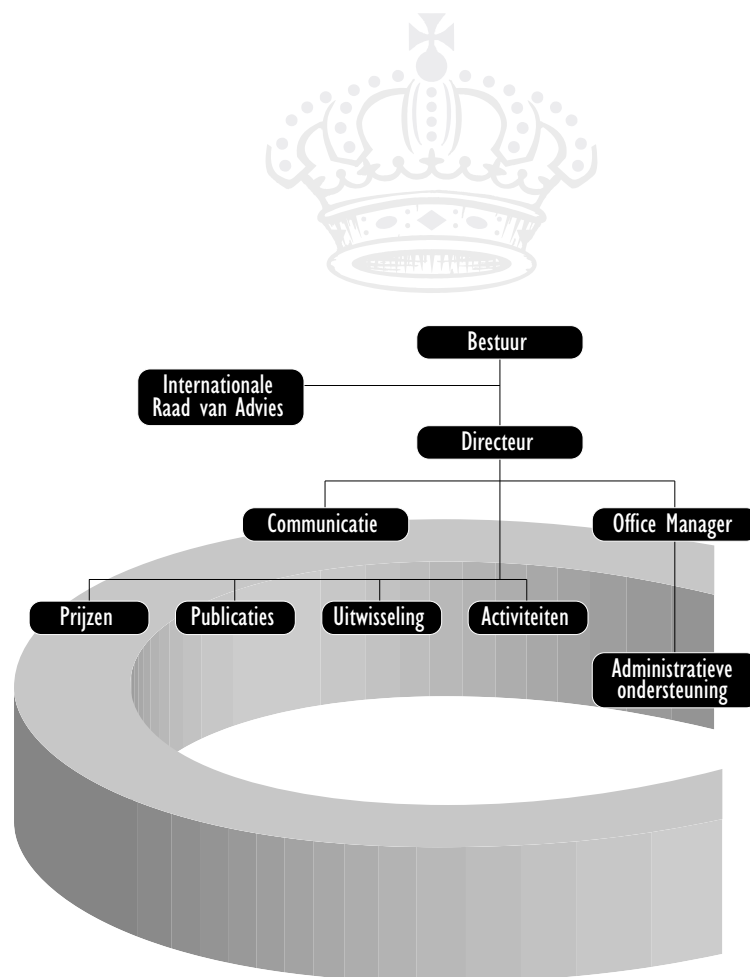 Bestuur
Internationale
Raad van Advies
Directeur
Communicatie
Office Manager
Prijzen
Publicaties
Uitwisseling
Activiteiten
Administratieve
ondersteuning